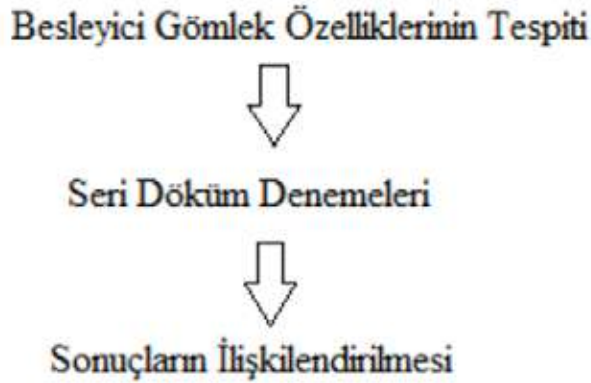 Besleyici Gömlek Özelliklerinin Tespiti
Seri Döküm Denemeleri
Sonuçların İlişkilendirilmesi